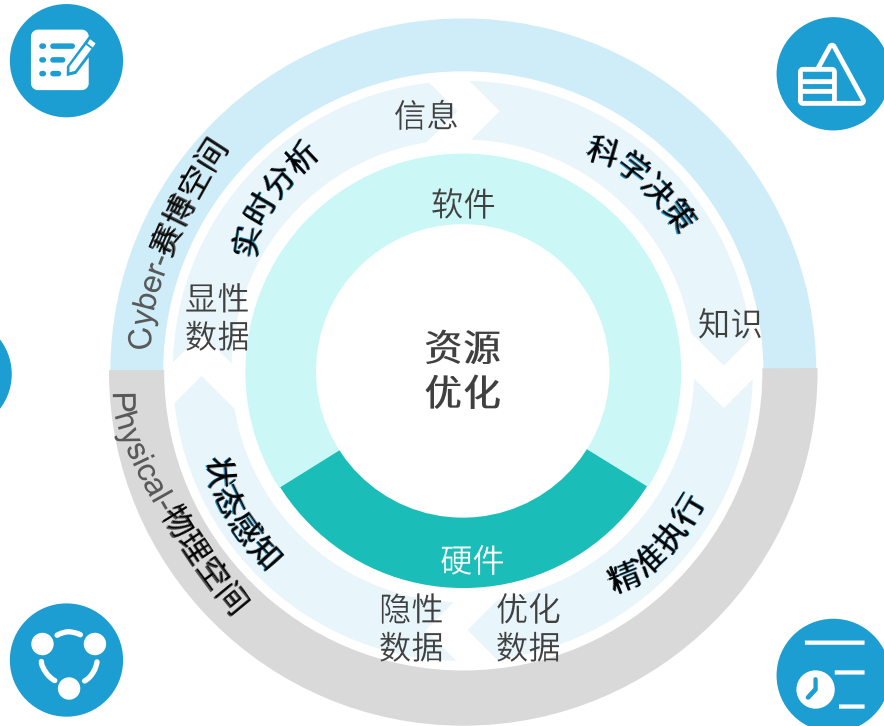 信息
科学决策
实时分析
软件
Cyber-赛博空间
显性
数据
知识
资源
优化
Physical-物理空间
状态感知
精准执行
硬件
隐性
数据
优化
数据